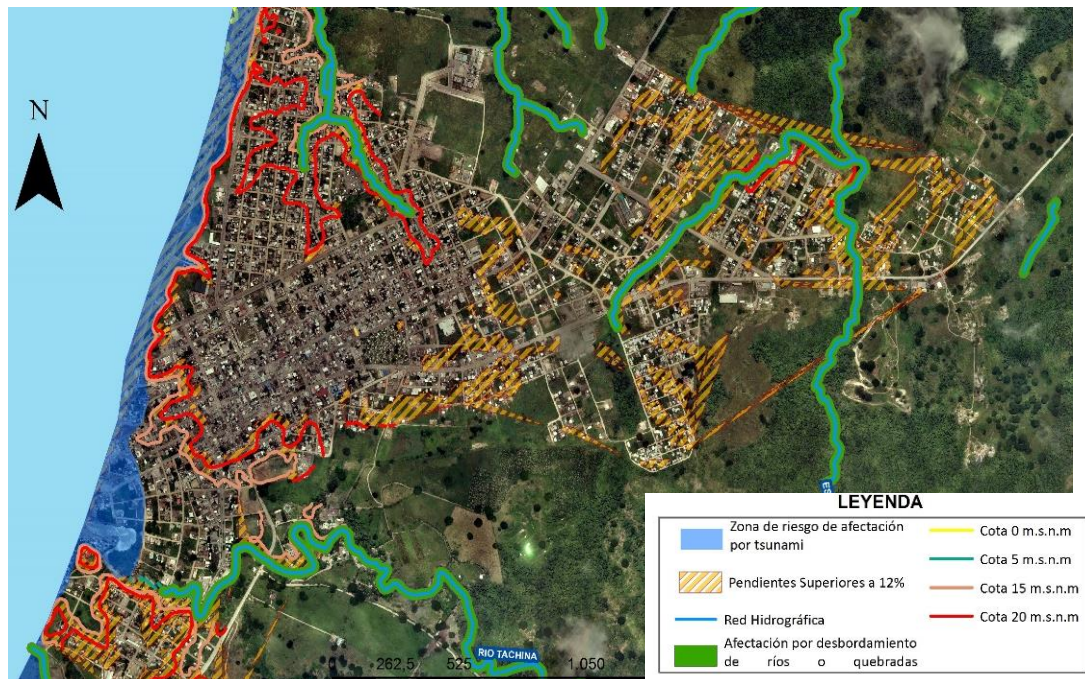 N
RIO TACHINA
0 262,5 525 1.050
LEYENDA
Zona de riesgo de afectación
por tsunami
Pendientes Superiores a 12%
Red Hidrográfica
Afectación por desbordamiento
de ríos o quebradas
Cota 0 m.s.n.m
Cota 5 m.s.n.m
Cota 15 m.s.n.m
Cota 20 m.s.n.m